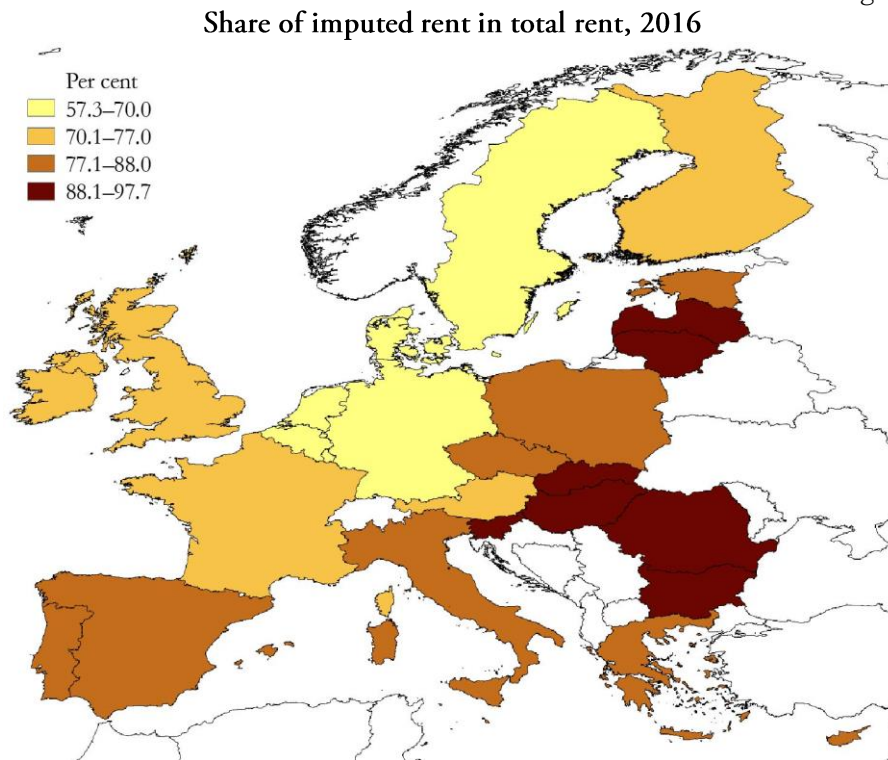 Share of imputed rent in total rent, 2016
Per cent
57.3–70.0
70.1–77.0
77.1–88.0
88.1–97.7